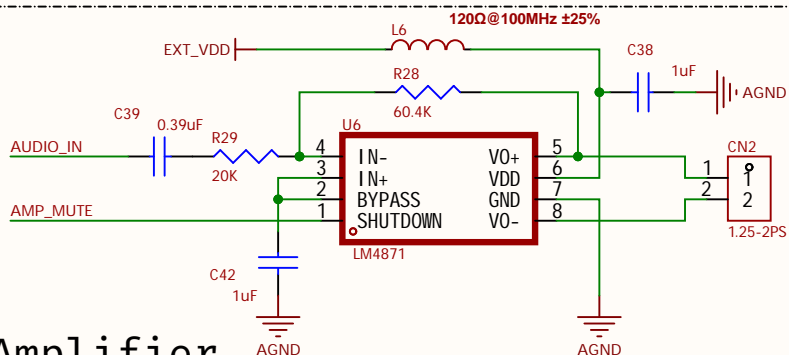 120Ω@100MHz ±25%
L6
EXT_VDD
C38
1uF
AGND
R28
60.4K
C39
0.39uF
R29
20K
AUDIO_IN
AMP_MUTE
U6
4 IN- VO+ 5
3 IN+ VDD 6
2 BYPASS GND 7
1 SHUTDOWN VO- 8
LM4871
CN2
1 1
2 2
1.25-2PS
C42
1uF
AGND
AGND
Amplifier